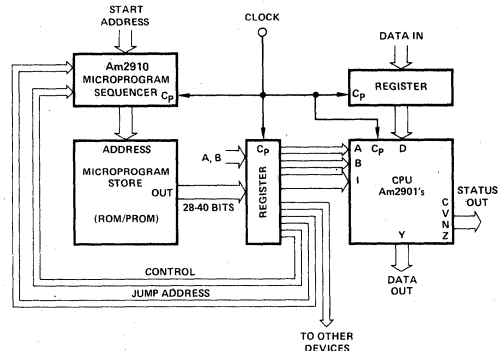 START
ADDRESS
CLOCK
DATA IN
Am2910
MICROPROGRAM
SEQUENCER
CP
CP
REGISTER
ADDRESS
MICROPROGRAM
STORE
OUT
(ROM/PROM)
A, B
28-40 BITS
CP
REGISTER
A
B
I
CP
D
CPU
Am2901's
C
V
N
Z
Y
STATUS
OUT
DATA
OUT
CONTROL
JUMP ADDRESS
TO OTHER
DEVICES